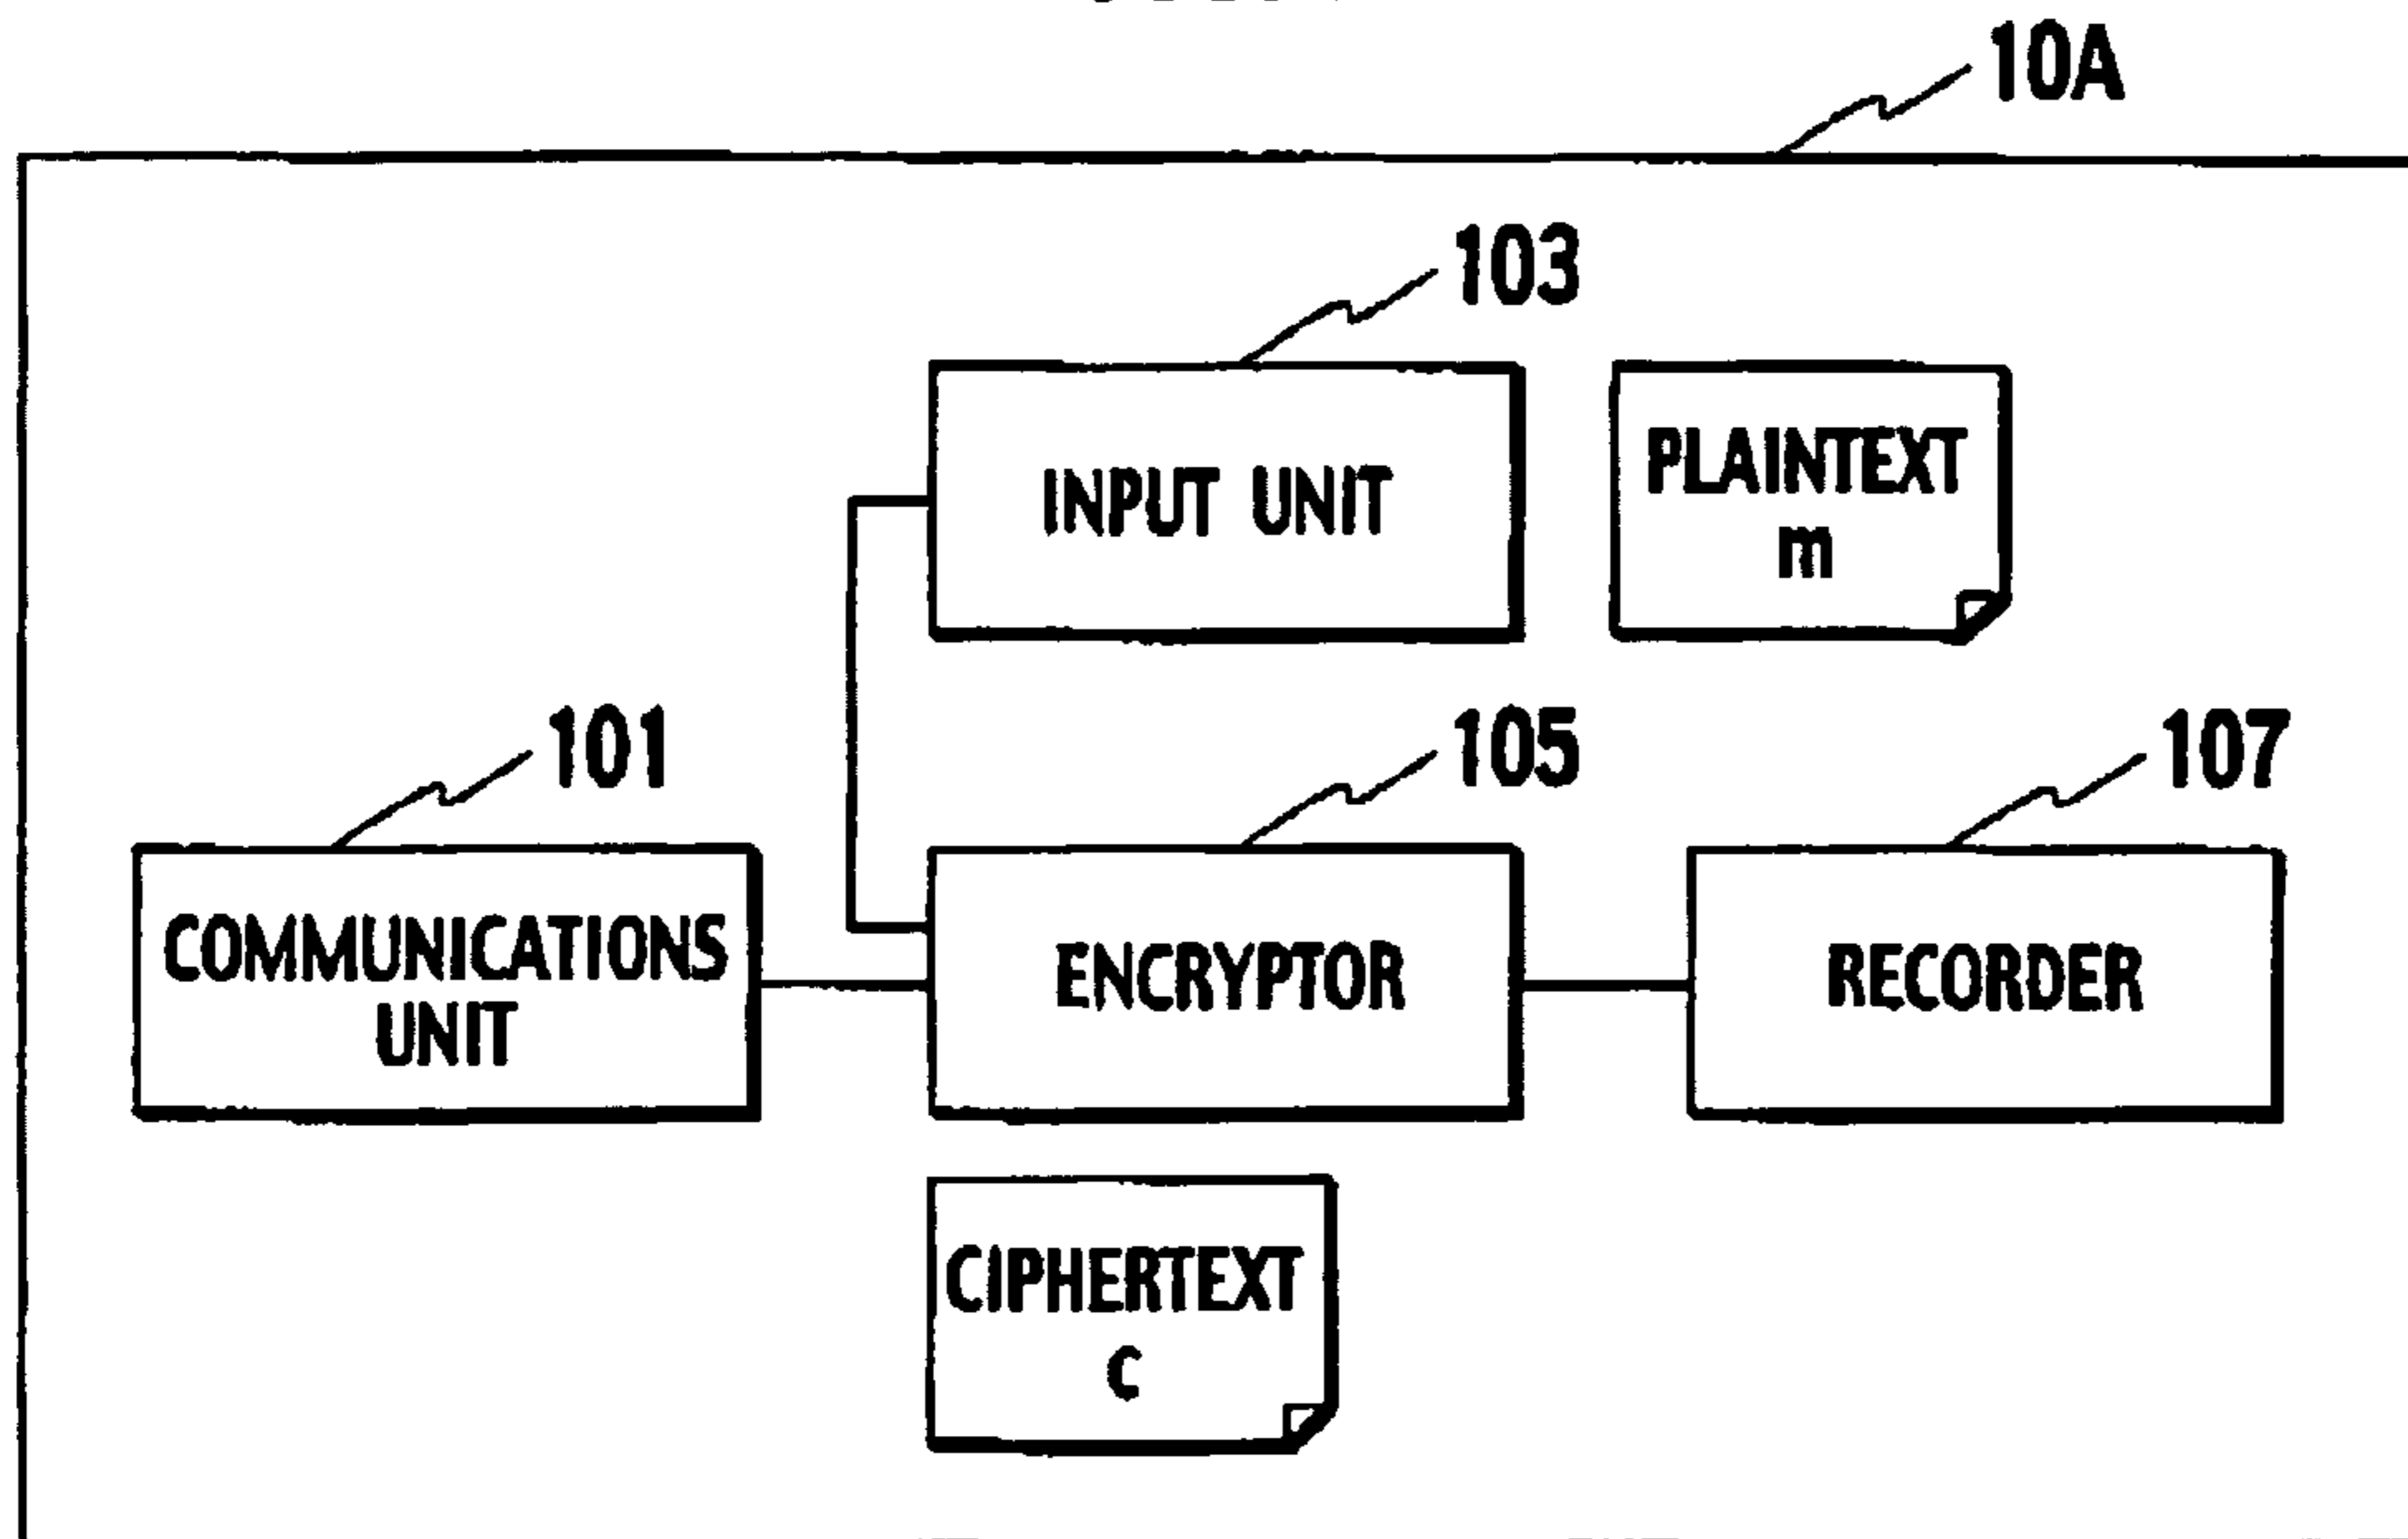 10A
103
INPUT UNIT
PLAINTEXT
m
101
105
107
COMMUNICATIONS
UNIT
ENCRYPTOR
RECORDER
CIPHERTEXT
c